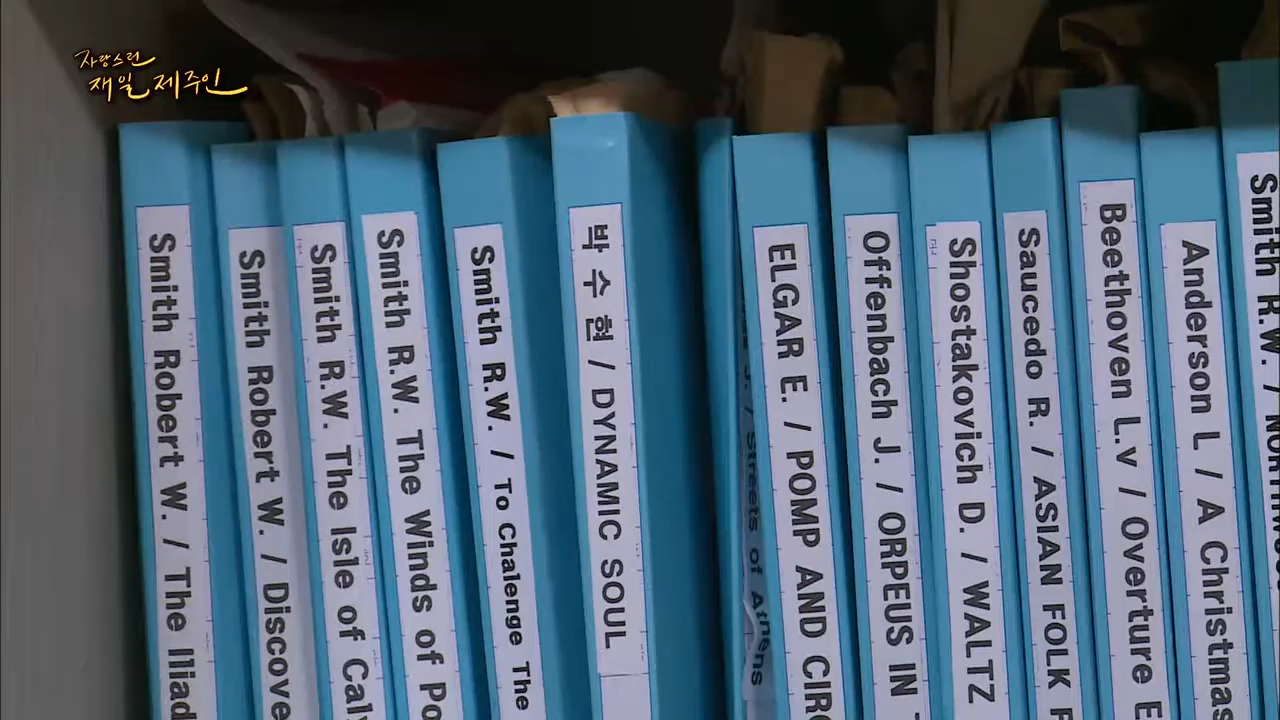 자랑스런
재일 제주인
Smith Robert W. / The Iliad
Smith Robert W. / Discove
Smith R.W. The Isle of Caly
Smith R.W. The Winds of Po
Smith R.W. / To Chalenge The
박수현 / DYNAMIC SOUL
J. / Streets of Athens
ELGAR E. / POMP AND CIRC
Offenbach J. / ORPEUS IN
Shostakovich D. / WALTZ
Saucedo R. / ASIAN FOLK
Beethoven L.v / Overture E
Anderson L / A Christmas
Smith R.W. /